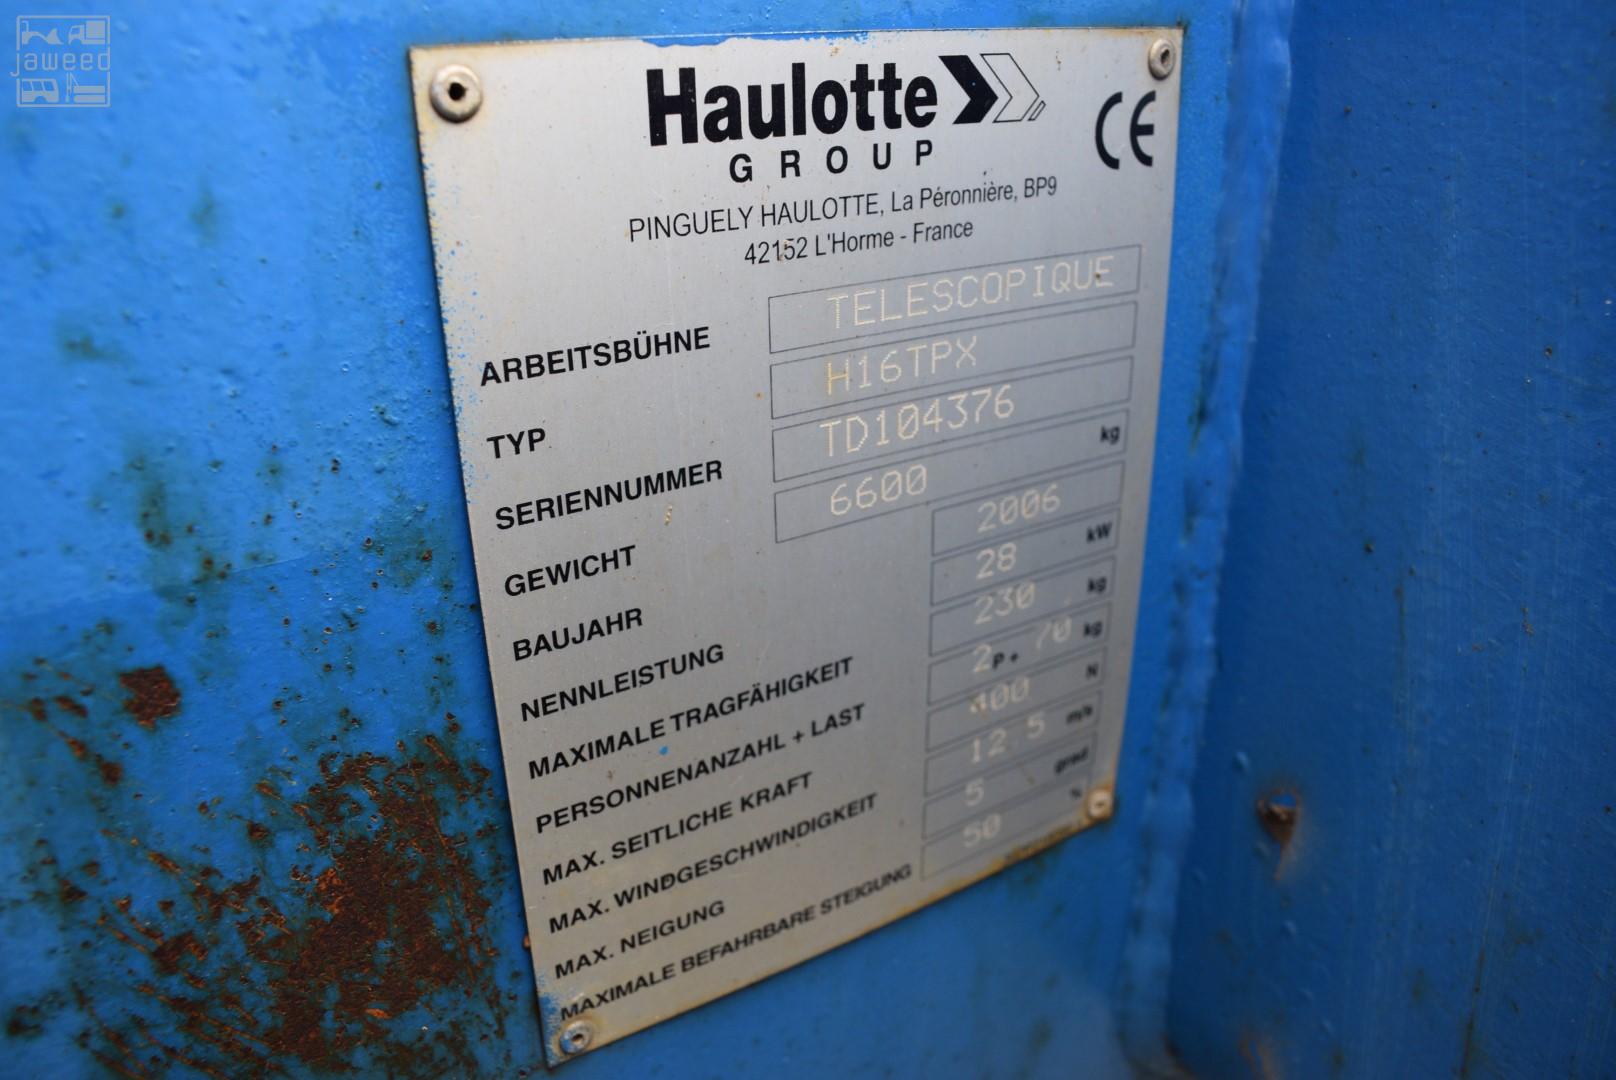 jaweed
Haulotte
GROUP
CE
PINGUELY HAULOTTE, La Péronnière, BP9
42152 L'Horme - France
ARBEITSBÜHNE TELESCOPIQUE
TYP H16TPX
SERIENNUMMER TD104376
GEWICHT 6600 kg
BAUJAHR 2006
NENNLEISTUNG 28 kW
MAXIMALE TRAGFÄHIGKEIT 230 kg
PERSONNENANZAHL + LAST 2 P + 70 kg
MAX. SEITLICHE KRAFT 400 N
MAX. WINDGESCHWINDIGKEIT 12.5 m/s
MAX. NEIGUNG 5 grad
MAXIMALE BEFAHRBARE STEIGUNG 50 %